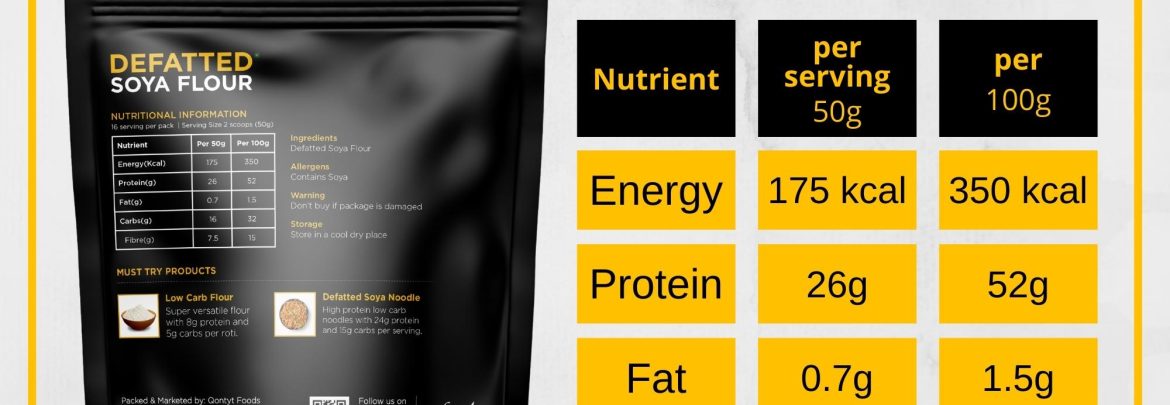 DEFATTED
SOYA FLOUR
NUTRITIONAL INFORMATION
16 serving per pack | Serving Size 2 scoops (50g)
Nutrient Per 50g Per 100g
Energy(Kcal) 175 350
Protein(g) 26 52
Fat(g) 0.7 1.5
Carbs(g) 16 32
Fibre(g) 7.5 15
Ingredients
Defatted Soya Flour
Allergens
Contains Soya
Warning
Don't buy if package is damaged
Storage
Store in a cool dry place
MUST TRY PRODUCTS
Low Carb Flour
Super versatile flour
with 8g protein and
5g carbs per roti.
Defatted Soya Noodle
High protein low carb
noodles with 24g protein
and 15g carbs per serving.
Packed & Marketed by: Qontyt Foods
Follow us on
Nutrient
per
serving
50g
per
100g
Energy 175 kcal 350 kcal
Protein 26g 52g
Fat 0.7g 1.5g